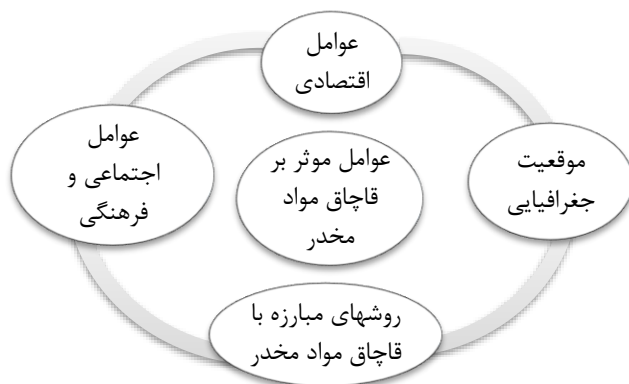 عوامل
اقتصادی
موقعیت
جغرافیایی
عوامل موثر بر
قاچاق مواد
مخدر
عوامل
اجتماعی و
فرهنگی
روشهای مبارزه با
قاچاق مواد مخدر